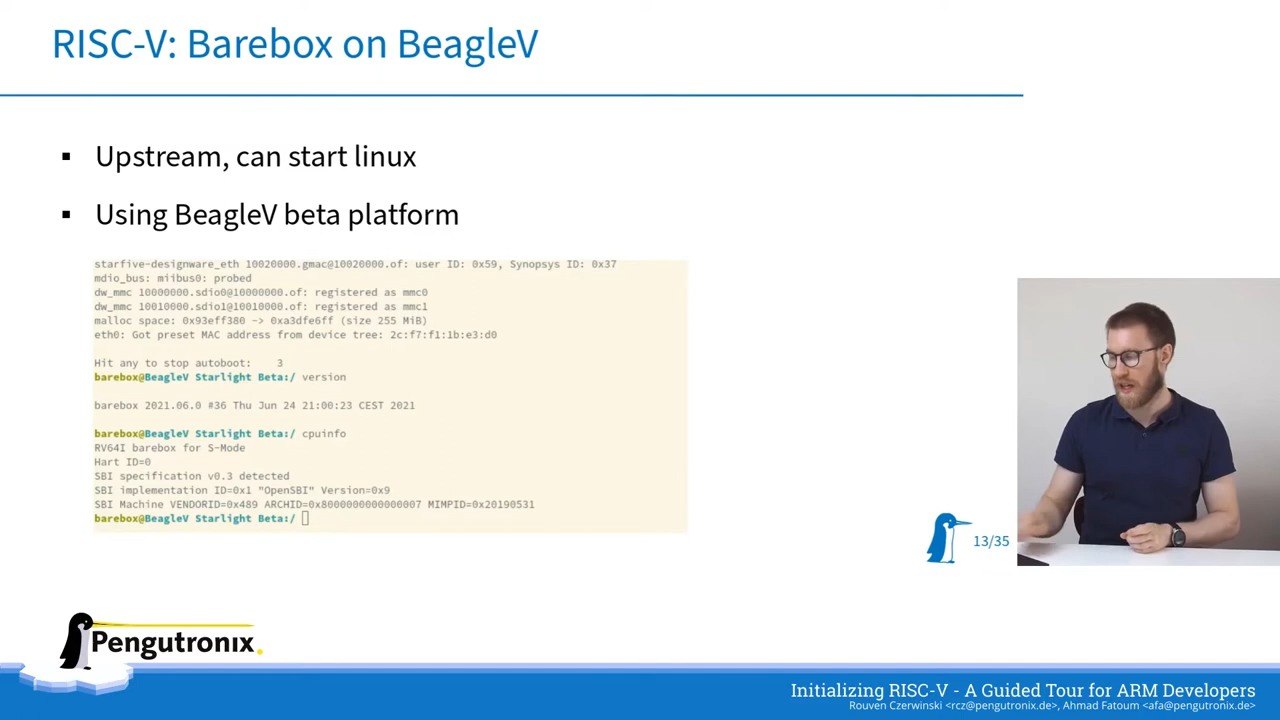 RISC-V: Barebox on BeagleV
▪ Upstream, can start linux
▪ Using BeagleV beta platform
starfive-designware_eth 10020000.gmac@10020000.of: user ID: 0x59, Synopsys ID: 0x37
mdio_bus: miibus0: probed
dw_mmc 10000000.sdio0@10000000.of: registered as mmc0
dw_mmc 10010000.sdio1@10010000.of: registered as mmc1
malloc space: 0x93eff380 -> 0xa3dfe6ff (size 255 MiB)
eth0: Got preset MAC address from device tree: 2c:f7:f1:1b:e3:d0
Hit any to stop autoboot:    3
barebox@BeagleV Starlight Beta:/ version
barebox 2021.06.0 #36 Thu Jun 24 21:00:23 CEST 2021
barebox@BeagleV Starlight Beta:/ cpuinfo
RV64I barebox for S-Mode
Hart ID=0
SBI specification v0.3 detected
SBI implementation ID=0x1 "OpenSBI" Version=0x9
SBI Machine VENDORID=0x489 ARCHID=0x8000000000000007 MIMPID=0x20190531
barebox@BeagleV Starlight Beta:/
13/35
Pengutronix
Initializing RISC-V - A Guided Tour for ARM Developers
Rouven Czerwinski <rcz@pengutronix.de>, Ahmad Fatoum <afa@pengutronix.de>